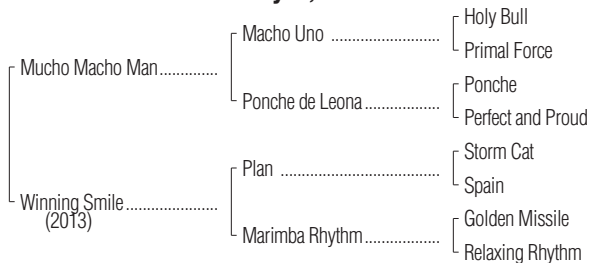 Holy Bull
Macho Uno ..................
Primal Force
Mucho Macho Man.............
Ponche
Ponche de Leona................
Perfect and Proud
Storm Cat
Plan ............................
Spain
Winning Smile......................
(2013)
Golden Missile
Marimba Rhythm................
Relaxing Rhythm